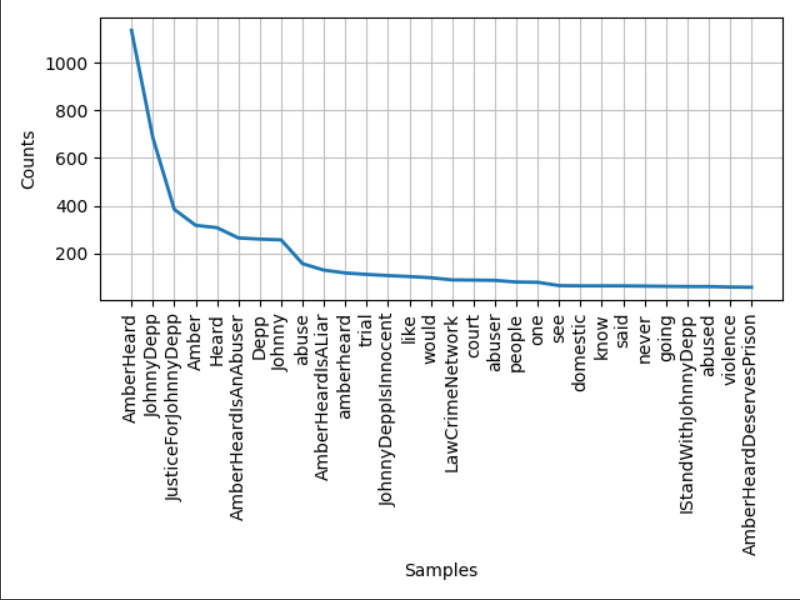 1000
800
600
400
200
Counts
AmberHeard
JohnnyDepp
JusticeForJohnnyDepp
Amber
Heard
AmberHeardIsAnAbuser
Depp
Johnny
abuse
AmberHeardIsALiar
amberheard
trial
JohnnyDeppIsInnocent
like
would
LawCrimeNetwork
court
abuser
people
one
see
domestic
know
said
never
going
IStandWithJohnnyDepp
abused
violence
AmberHeardDeservesPrison
Samples